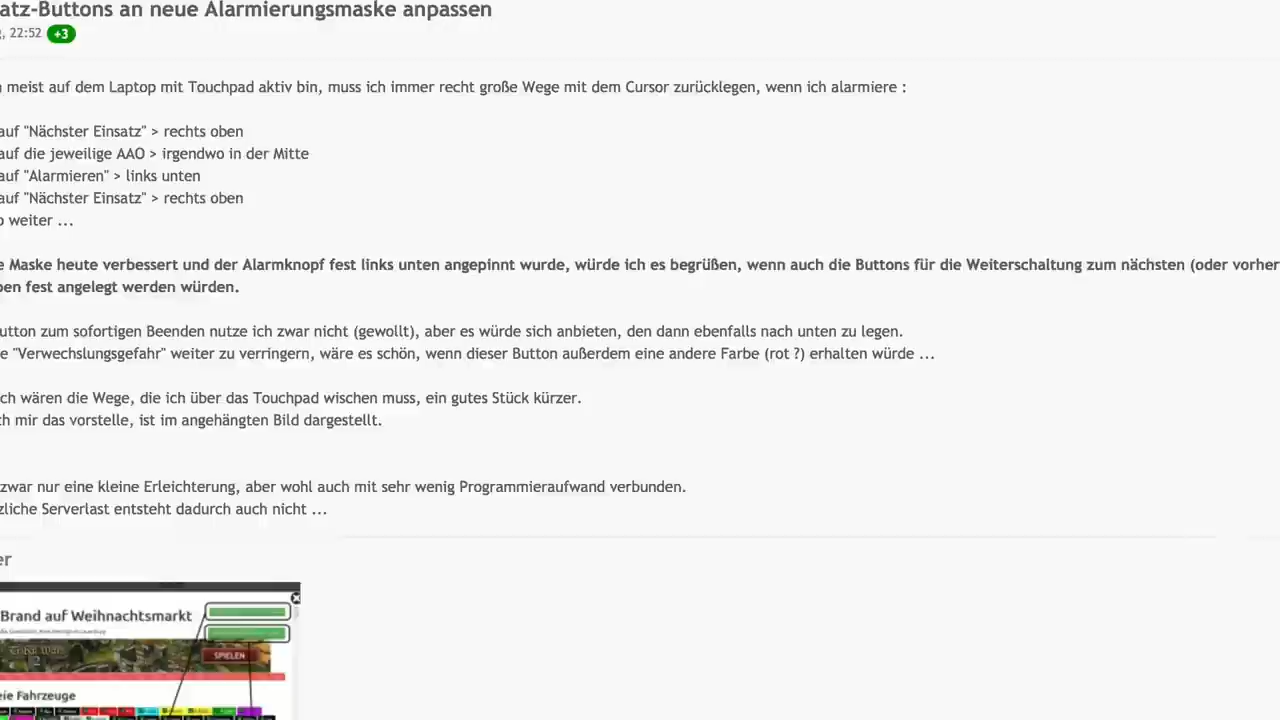 atz-Buttons an neue Alarmierungsmaske anpassen
, 22:52 +3
meist auf dem Laptop mit Touchpad aktiv bin, muss ich immer recht große Wege mit dem Cursor zurücklegen, wenn ich alarmiere :
auf "Nächster Einsatz" > rechts oben
auf die jeweilige AAO > irgendwo in der Mitte
auf "Alarmieren" > links unten
auf "Nächster Einsatz" > rechts oben
o weiter ...
e Maske heute verbessert und der Alarmknopf fest links unten angepinnt wurde, würde ich es begrüßen, wenn auch die Buttons für die Weiterschaltung zum nächsten (oder vorher
ben fest angelegt werden würden.
utton zum sofortigen Beenden nutze ich zwar nicht (gewollt), aber es würde sich anbieten, den dann ebenfalls nach unten zu legen.
e "Verwechslungsgefahr" weiter zu verringern, wäre es schön, wenn dieser Button außerdem eine andere Farbe (rot ?) erhalten würde ...
ch wären die Wege, die ich über das Touchpad wischen muss, ein gutes Stück kürzer.
ch mir das vorstelle, ist im angehängten Bild dargestellt.
zwar nur eine kleine Erleichterung, aber wohl auch mit sehr wenig Programmieraufwand verbunden.
zliche Serverlast entsteht dadurch auch nicht ...
er
Brand auf Weihnachtsmarkt
Tribal Wars
2
SPIELEN
eie Fahrzeuge